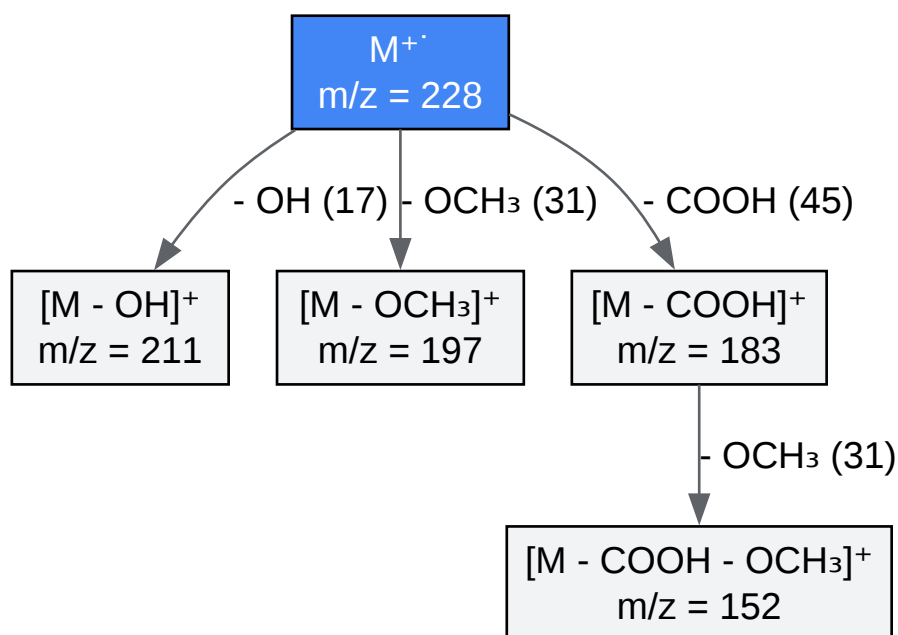 M⁺˙
m/z = 228
- OH (17)
- OCH₃ (31)
- COOH (45)
[M - OH]⁺
m/z = 211
[M - OCH₃]⁺
m/z = 197
[M - COOH]⁺
m/z = 183
- OCH₃ (31)
[M - COOH - OCH₃]⁺
m/z = 152